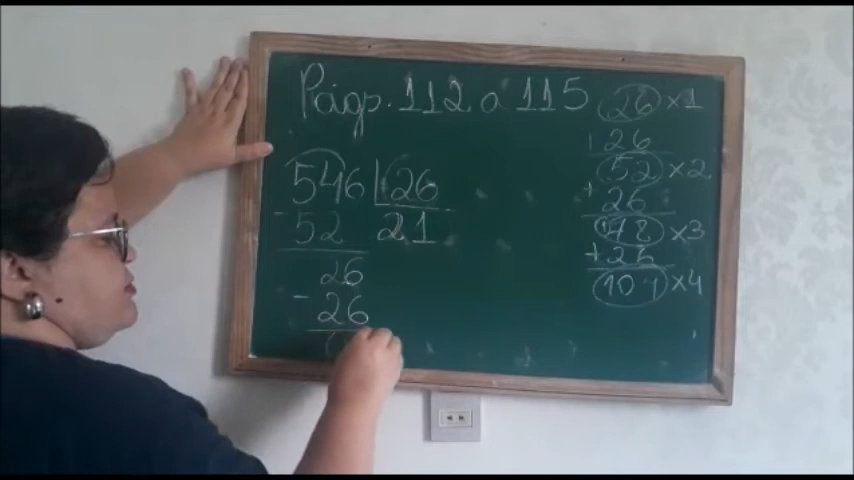 Págs. 112 a 115
546 26
- 52 21
26
- 26
26 x1
+26
52 x2
+ 26
78 x3
+26
104 x4